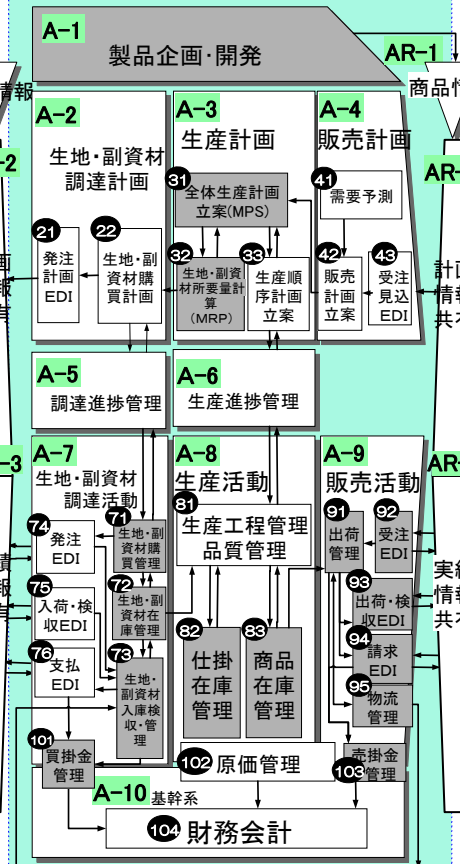 A-1
製品企画・開発
AR-1
情報
商品
A-2
生地・副資材
調達計画
A-3
生産計画
A-4
販売計画
-2
AR-
31
全体生産計画
立案(MPS)
41
需要予測
21
発注
計画
EDI
22
生地・副
資材購
買計画
32
生地・副資
材所要量計
算
(MRP)
33
生産順
序計画
立案
42
販売
計画
立案
43
受注
見込
EDI
画
報
有
計画
情報
共
A-5
調達進捗管理
A-6
生産進捗管理
A-7
生地・副資材
調達活動
A-8
生産活動
A-9
販売活動
-3
AR-
74
発注
EDI
71
生地・副
資材購
買管理
81
生産工程管理
品質管理
91
出荷
管理
92
受注
EDI
75
入荷・検
収EDI
72
生地・副
資材在
庫管理
93
出荷・検
収EDI
績
報
有
実績
情報
共
76
支払
EDI
73
生地・
副資材
入庫検
収・管
理
82
仕掛
在庫
管理
83
商品
在庫
管理
94
請求
EDI
95
物流
管理
101
買掛金
管理
102
原価管理
103
売掛金
管理
A-10
基幹系
104
財務会計